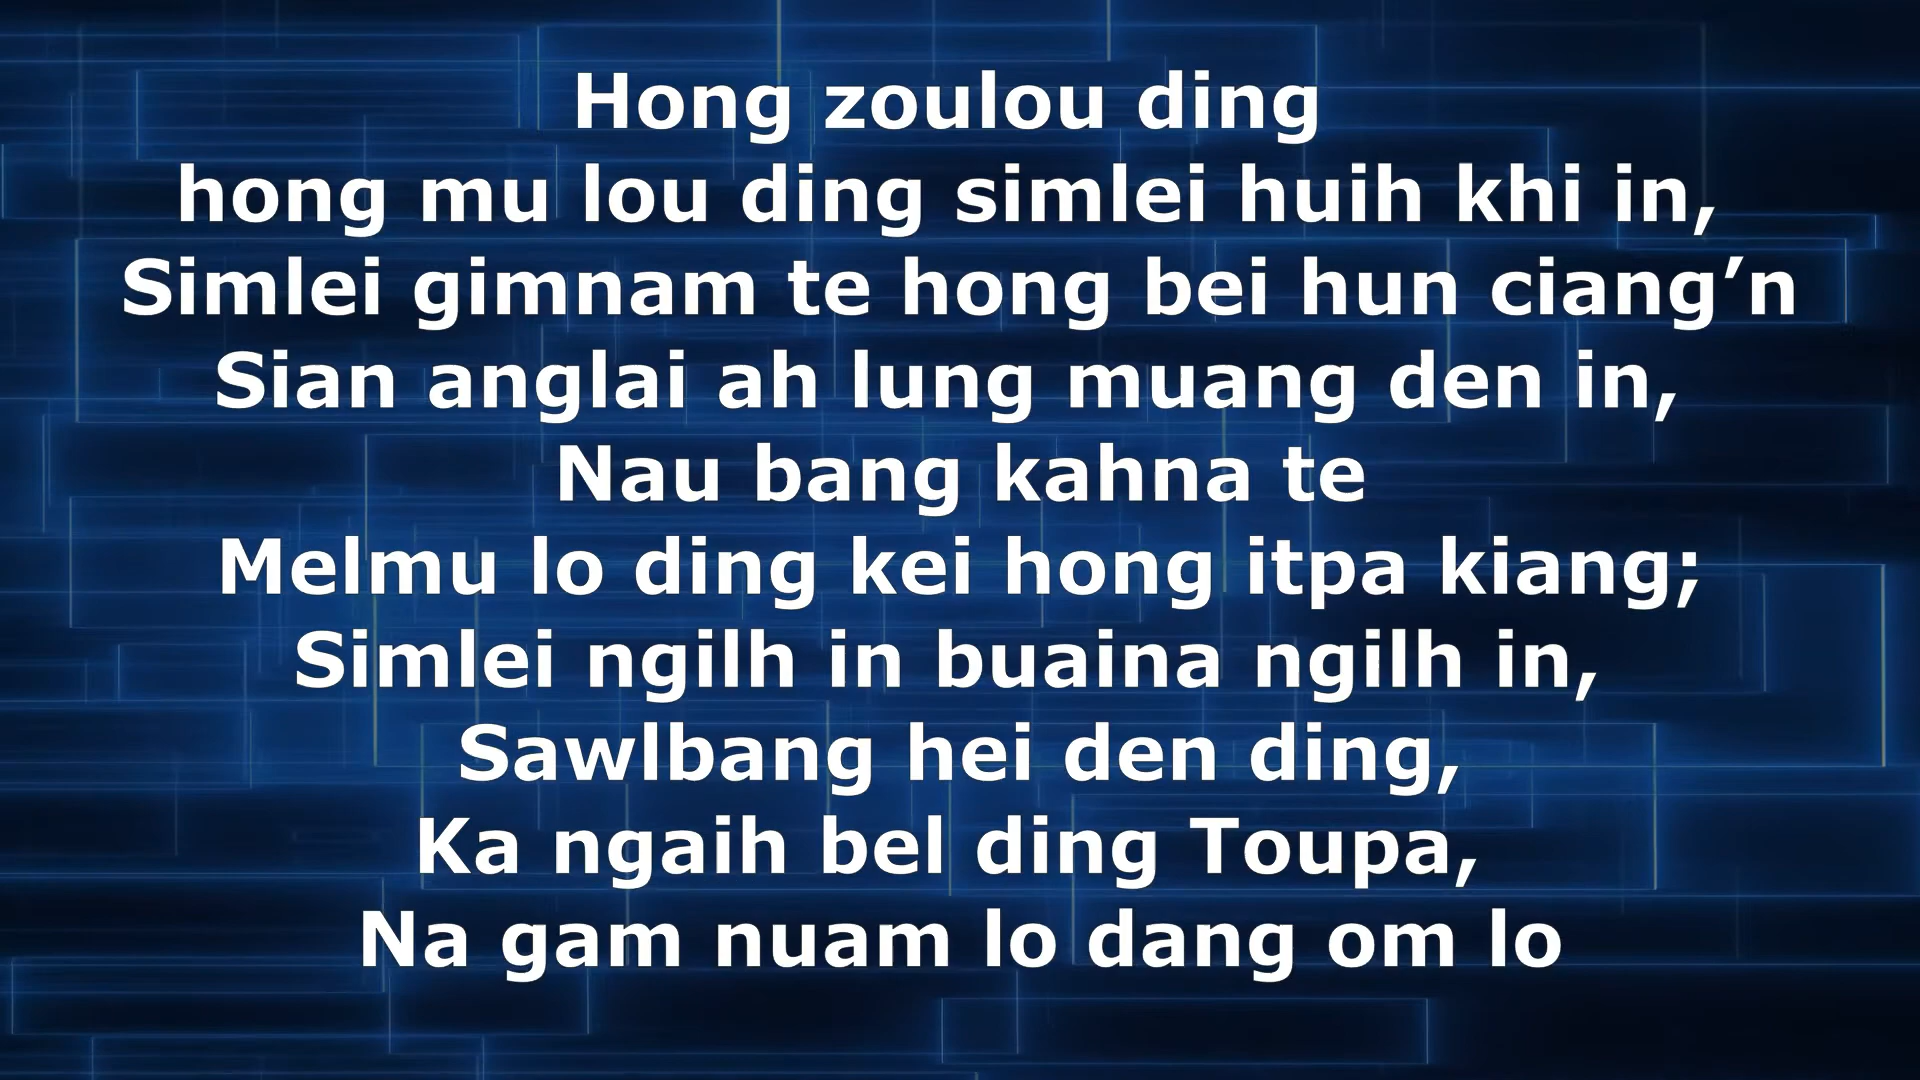 Hong zoulou ding
hong mu lou ding simlei huih khi in,
Simlei gimnam te hong bei hun ciang’n
Sian anglai ah lung muang den in,
Nau bang kahna te
Melmu lo ding kei hong itpa kiang;
Simlei ngilh in buaina ngilh in,
Sawlbang hei den ding,
Ka ngaih bel ding Toupa,
Na gam nuam lo dang om lo